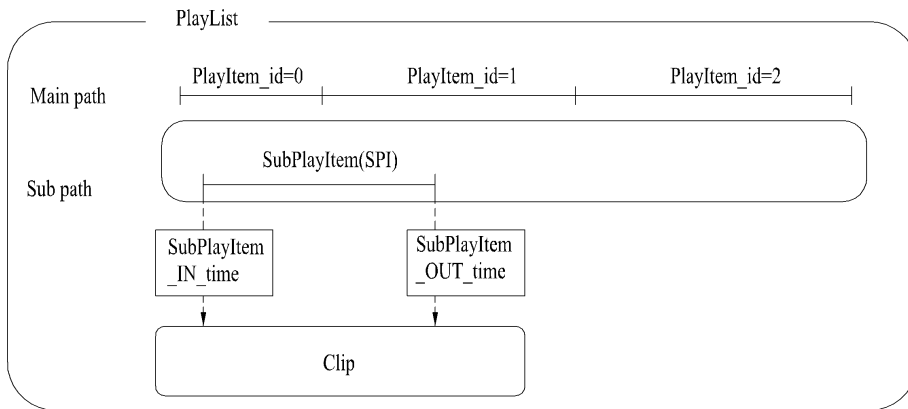 PlayList
PlayItem_id=0
PlayItem_id=1
PlayItem_id=2
Main path
SubPlayItem(SPI)
Sub path
SubPlayItem
_IN_time
SubPlayItem
_OUT_time
Clip